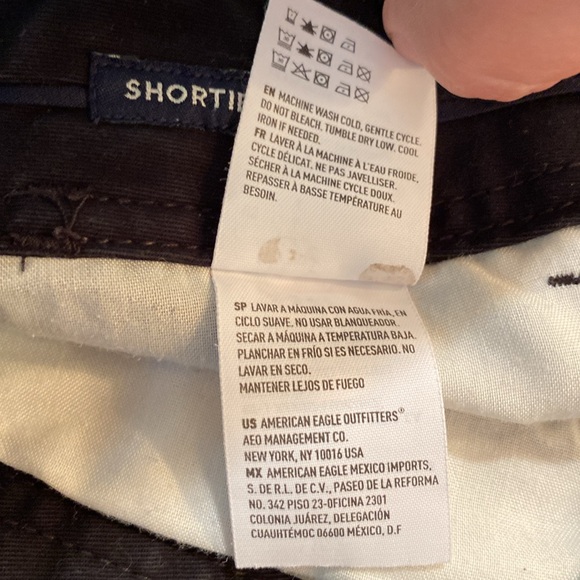 SHORTI
EN MACHINE WASH COLD, GENTLE CYCLE.
DO NOT BLEACH. TUMBLE DRY LOW. COOL
IRON IF NEEDED.
FR LAVER À LA MACHINE À L'EAU FROIDE,
CYCLE DÉLICAT. NE PAS JAVELLISER.
SÉCHER À LA MACHINE CYCLE DOUX.
REPASSER À BASSE TEMPÉRATURE AU
BESOIN.
SP LAVAR A MÁQUINA CON AGUA FRIA, EN
CICLO SUAVE. NO USAR BLANQUEADOR.
SECAR A MÁQUINA A TEMPERATURA BAJA.
PLANCHAR EN FRÍO SI ES NECESARIO. NO
LAVAR EN SECO.
MANTENER LEJOS DE FUEGO
US AMERICAN EAGLE OUTFITTERS®
AEO MANAGEMENT CO.
NEW YORK, NY 10016 USA
MX AMERICAN EAGLE MEXICO IMPORTS,
S. DE R.L. DE C.V., PASEO DE LA REFORMA
NO. 342 PISO 23-OFICINA 2301
COLONIA JUÁREZ, DELEGACIÓN
CUAUHTÉMOC 06600 MÉXICO, D.F